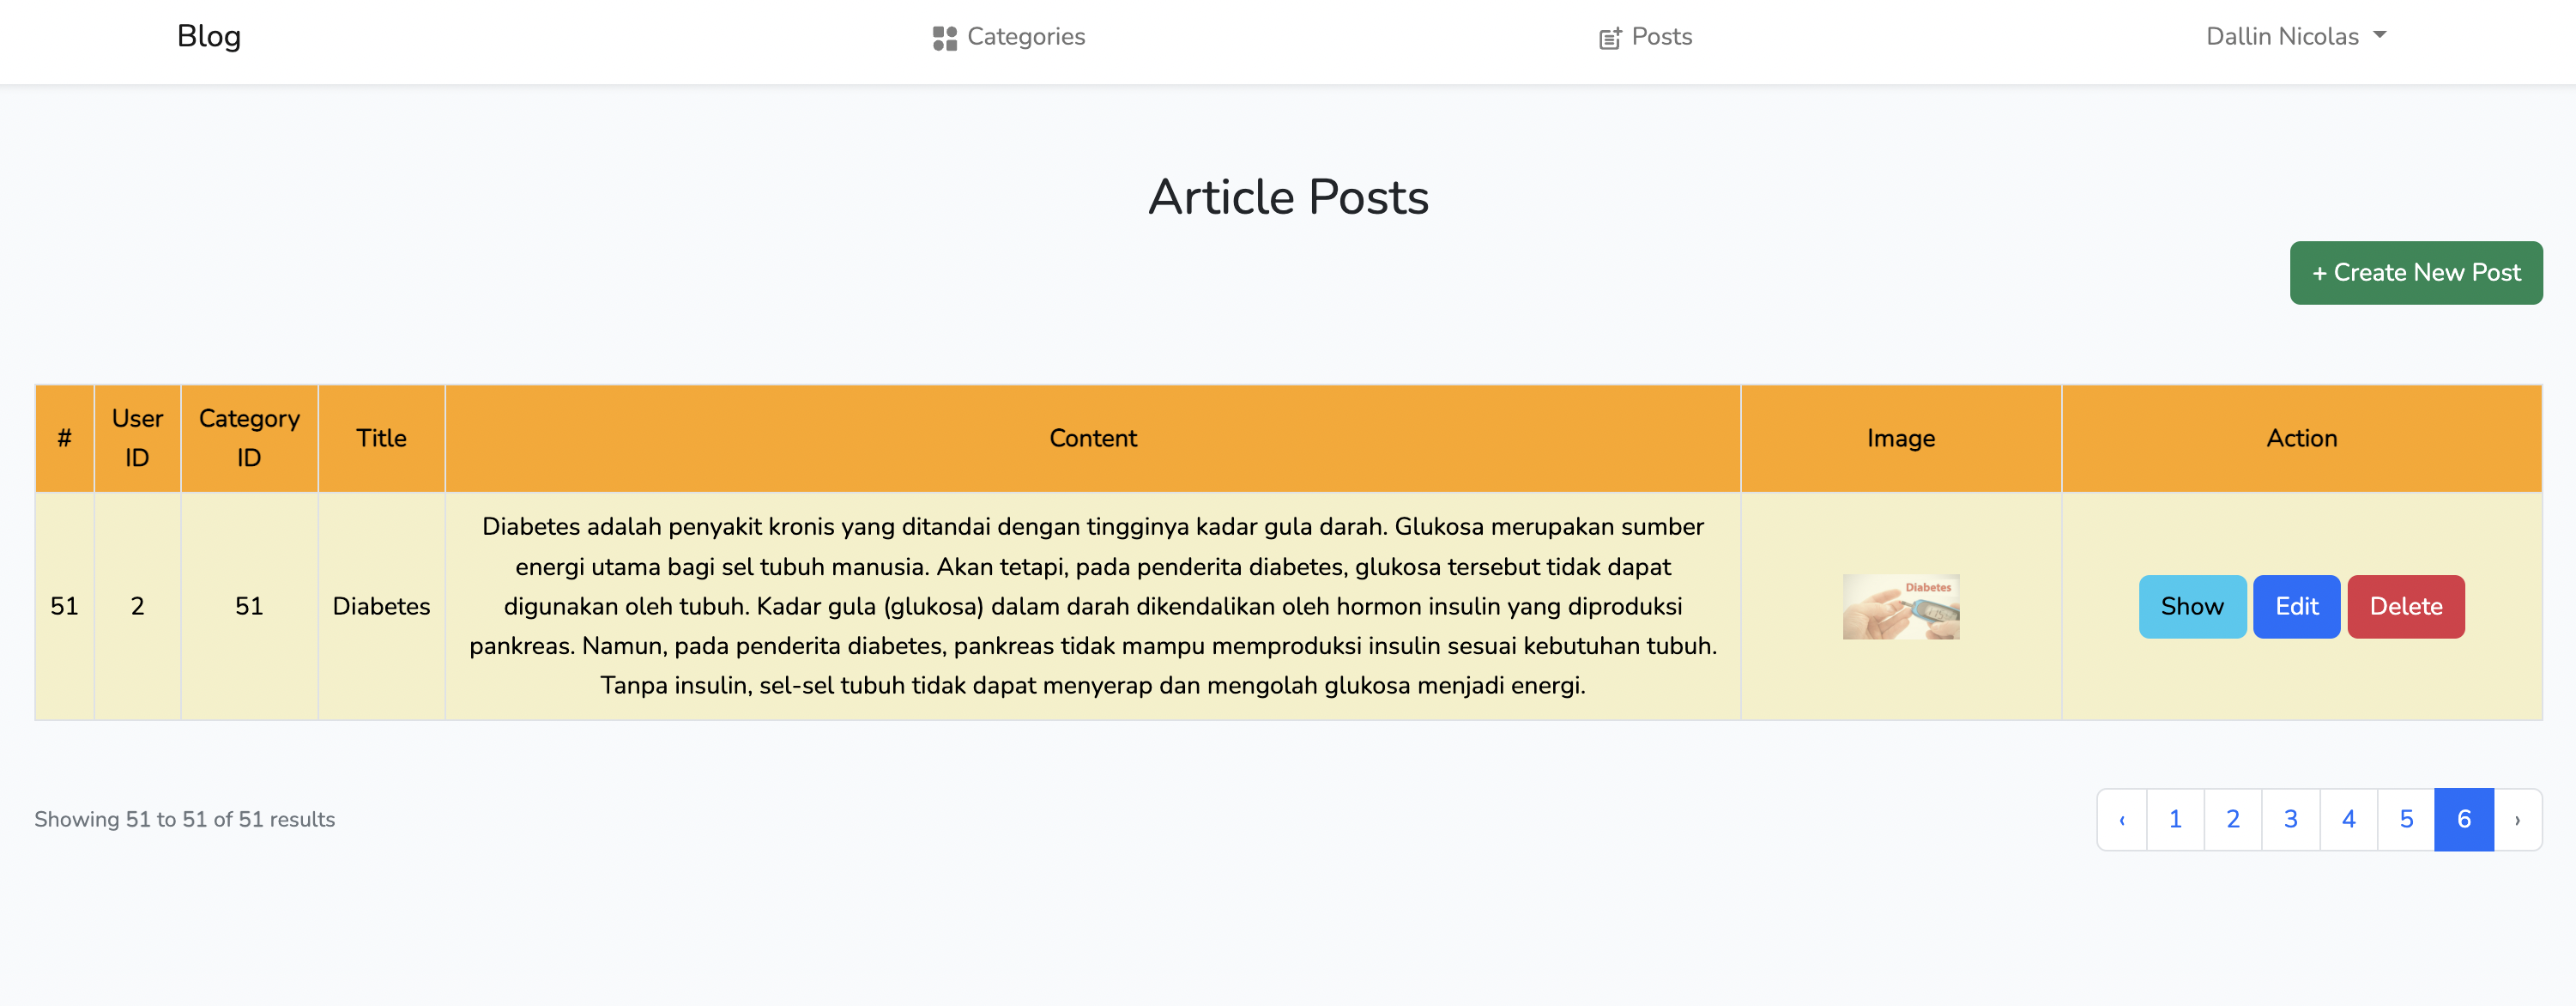 Blog
Categories
Posts
Dallin Nicolas
Article Posts
+ Create New Post
#
User
ID
Category
ID
Title
Content
Image
Action
51
2
51
Diabetes
Diabetes adalah penyakit kronis yang ditandai dengan tingginya kadar gula darah. Glukosa merupakan sumber
energi utama bagi sel tubuh manusia. Akan tetapi, pada penderita diabetes, glukosa tersebut tidak dapat
digunakan oleh tubuh. Kadar gula (glukosa) dalam darah dikendalikan oleh hormon insulin yang diproduksi
pankreas. Namun, pada penderita diabetes, pankreas tidak mampu memproduksi insulin sesuai kebutuhan tubuh.
Tanpa insulin, sel-sel tubuh tidak dapat menyerap dan mengolah glukosa menjadi energi.
Diabetes
Show
Edit
Delete
Showing 51 to 51 of 51 results
‹ 1 2 3 4 5 6 ›